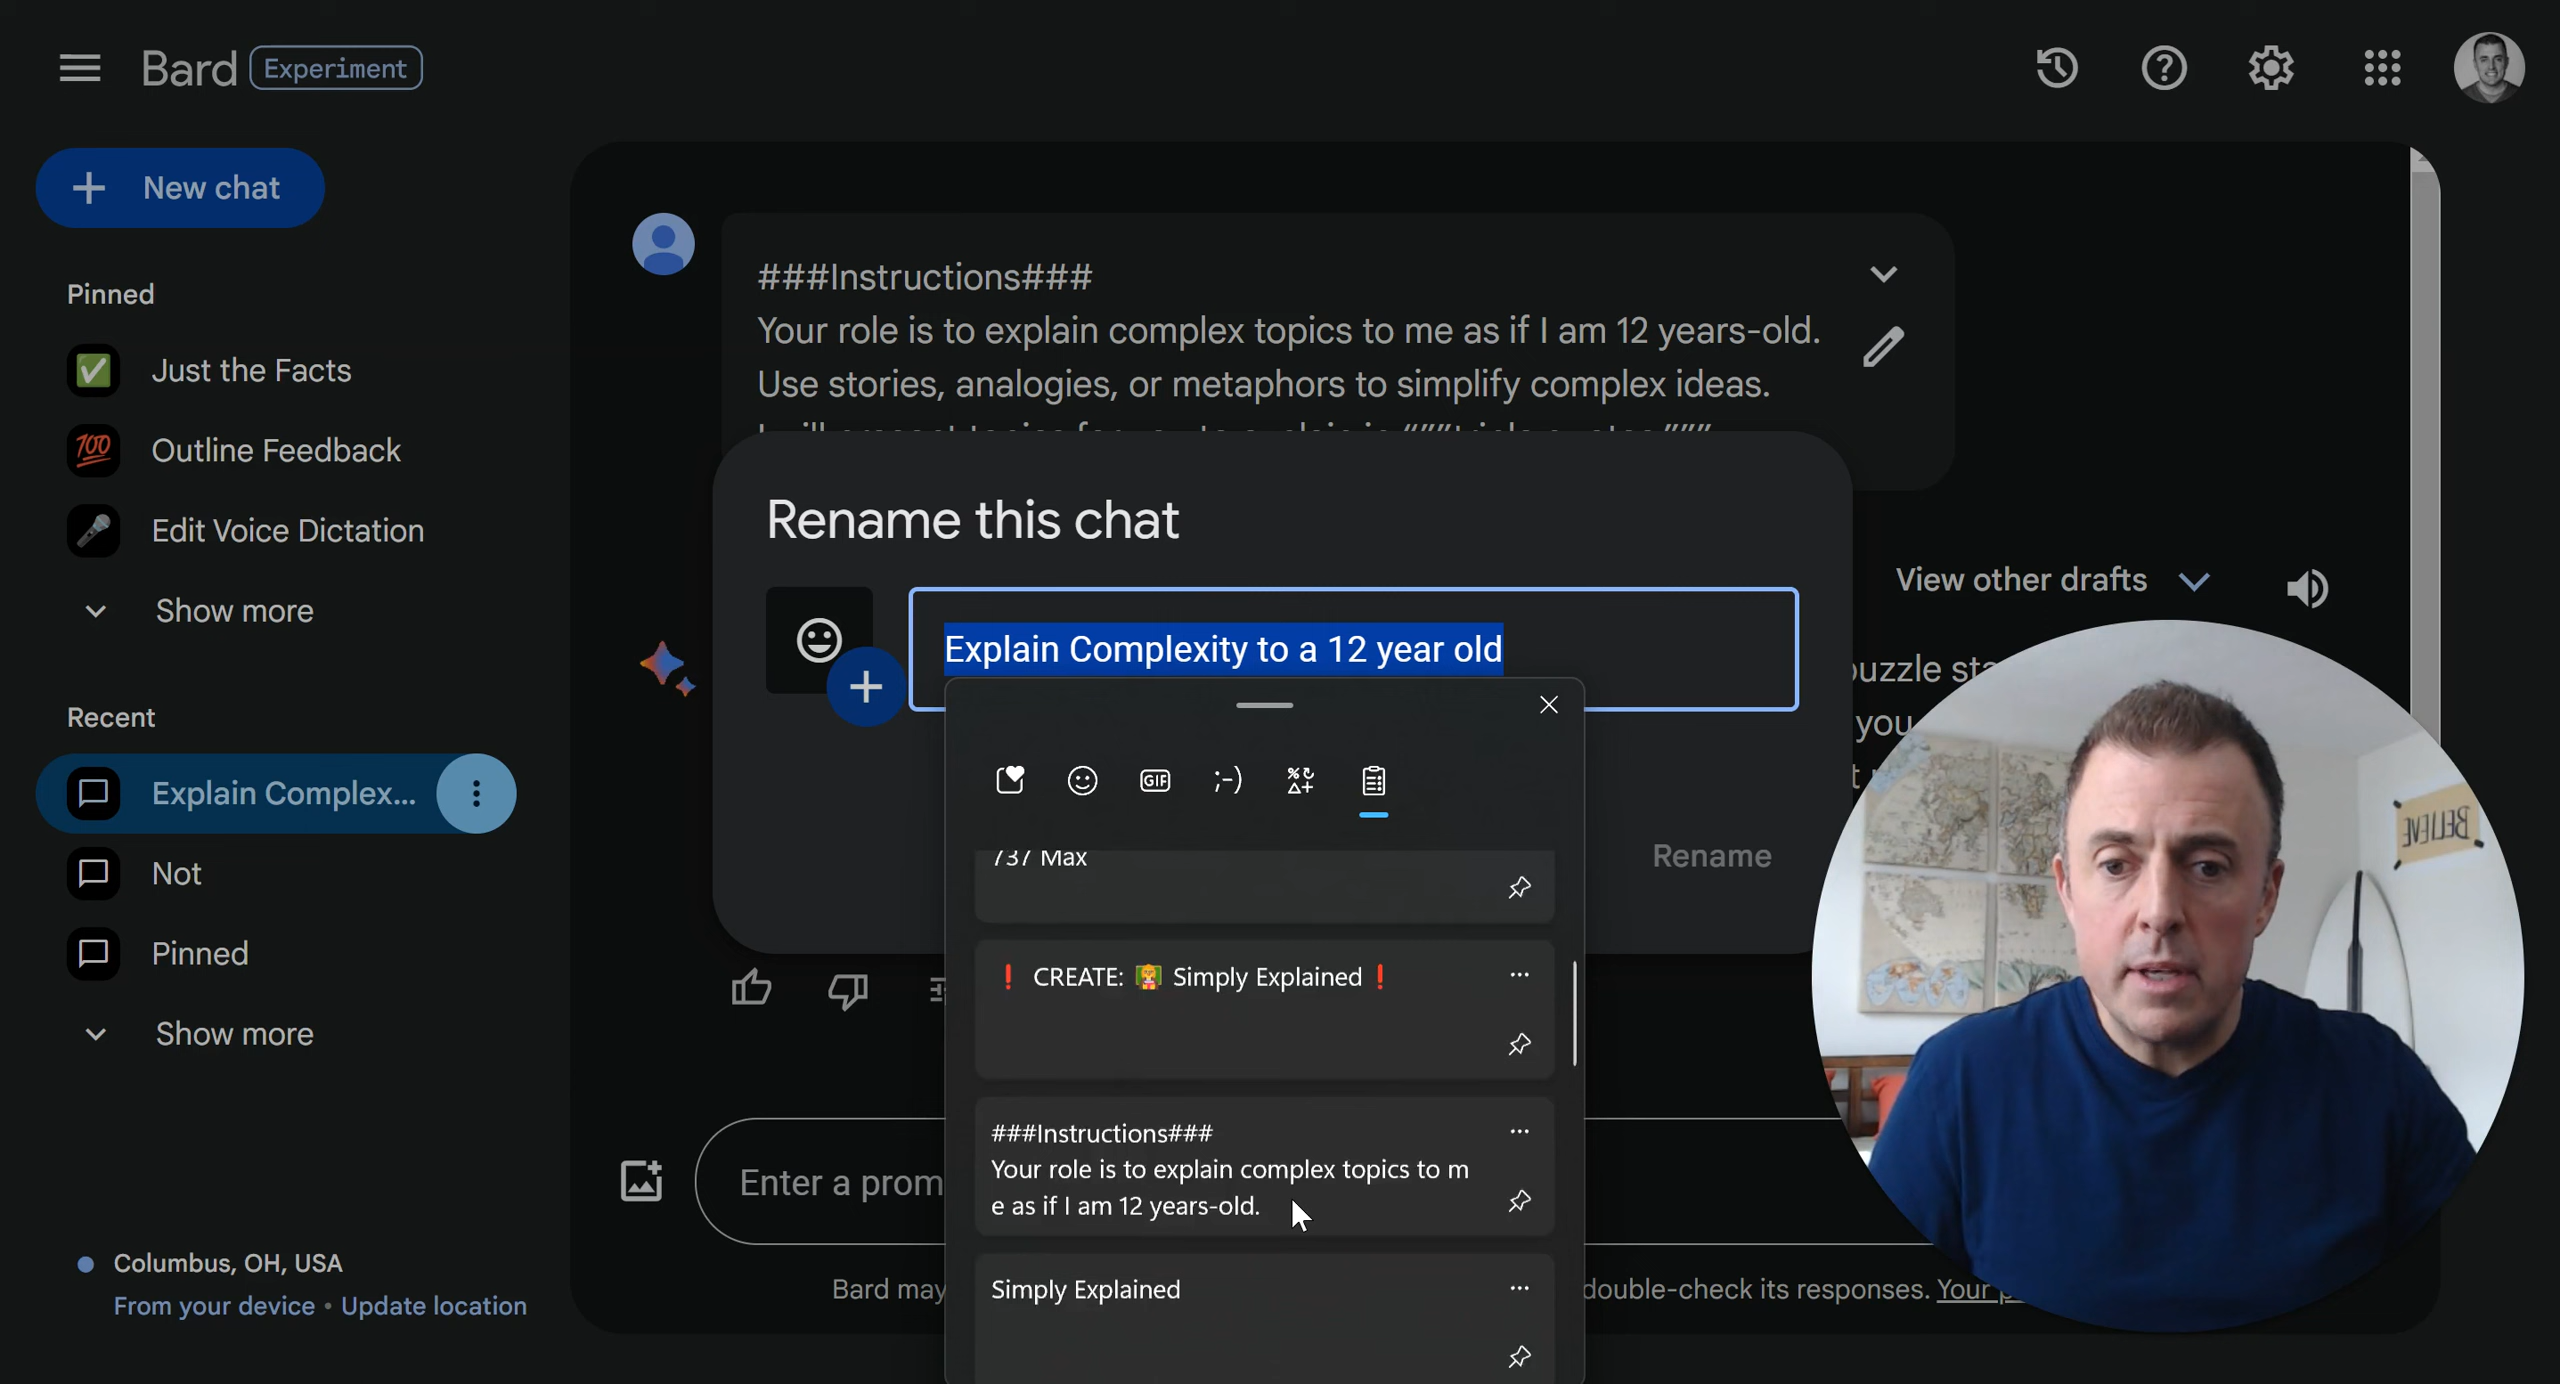 Bard Experiment
New chat
Pinned
Just the Facts
Outline Feedback
Edit Voice Dictation
Show more
Recent
Explain Complex...
Not
Pinned
Show more
Columbus, OH, USA
From your device • Update location
###Instructions###
Your role is to explain complex topics to me as if I am 12 years-old.
Use stories, analogies, or metaphors to simplify complex ideas.
Rename this chat
Explain Complexity to a 12 year old
Rename
View other drafts
puzzle
you
GIF
;-)
737 Max
❗ CREATE: 👸 Simply Explained❗
###Instructions###
Your role is to explain complex topics to m
e as if I am 12 years-old.
Simply Explained
Enter a prom
Bard may
double-check its responses. Your
BELIEVE